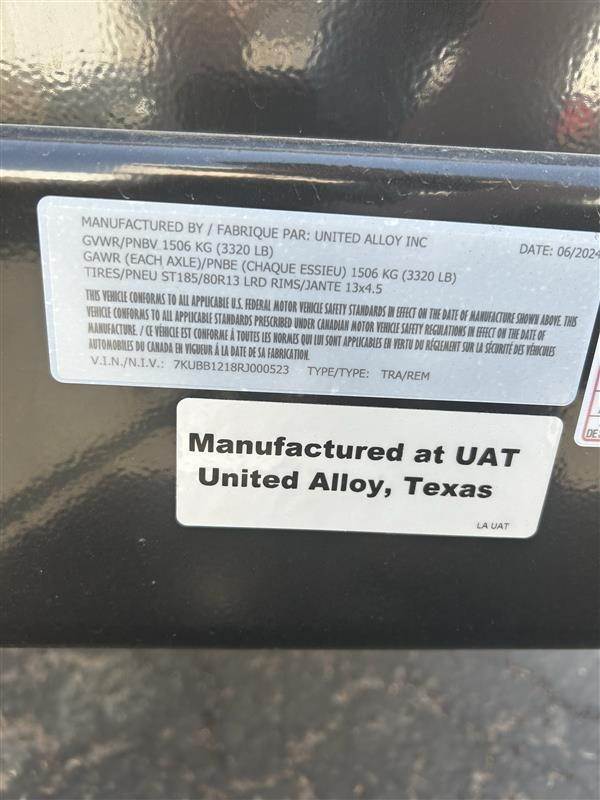 MANUFACTURED BY / FABRIQUE PAR: UNITED ALLOY INC
DATE: 06/2024
GVWR/PNBV 1506 KG (3320 LB)
GAWR (EACH AXLE)/PNBE (CHAQUE ESSIEU) 1506 KG (3320 LB)
TIRES/PNEU ST185/80R13 LRD RIMS/JANTE 13x4.5
THIS VEHICLE CONFORMS TO ALL APPLICABLE U.S. FEDERAL MOTOR VEHICLE SAFETY STANDARDS IN EFFECT ON THE DATE OF MANUFACTURE SHOWN ABOVE. THIS
VEHICLE CONFORMS TO ALL APPLICABLE STANDARDS PRESCRIBED UNDER CANADIAN MOTOR VEHICLE SAFETY REGULATIONS IN EFFECT ON THE DATE OF
MANUFACTURE. / CE VÉHICULE EST CONFORME À TOUTES LES NORMES QUI LUI SONT APPLICABLES EN VERTU DU RÈGLEMENT SUR LA SÉCURITÉ DES VÉHICULES
AUTOMOBILES DU CANADA EN VIGUEUR À LA DATE DE SA FABRICATION.
V.I.N./N.I.V.: 7KUBB1218RJ000523 TYPE/TYPE: TRA/REM
Manufactured at UAT
United Alloy, Texas
LA UAT